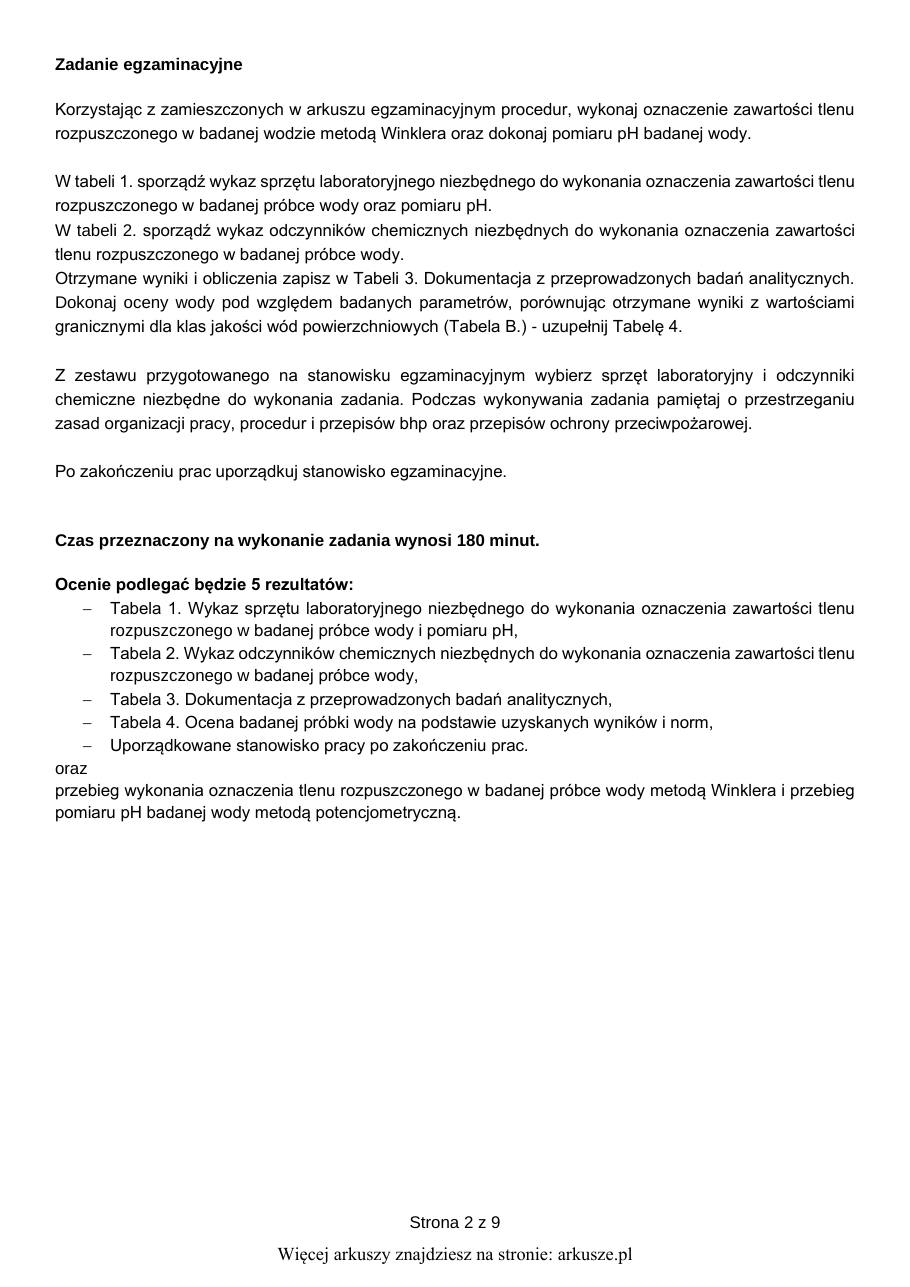 Zadanie egzaminacyjne
Korzystając z zamieszczonych w arkuszu egzaminacyjnym procedur, wykonaj oznaczenie zawartości tlenu
rozpuszczonego w badanej wodzie metodą Winklera oraz dokonaj pomiaru pH badanej wody.
W tabeli 1. sporządź wykaz sprzętu laboratoryjnego niezbędnego do wykonania oznaczenia zawartości tlenu
rozpuszczonego w badanej próbce wody oraz pomiaru pH.
W tabeli 2. sporządź wykaz odczynników chemicznych niezbędnych do wykonania oznaczenia zawartości
tlenu rozpuszczonego w badanej próbce wody.
Otrzymane wyniki i obliczenia zapisz w Tabeli 3. Dokumentacja z przeprowadzonych badań analitycznych.
Dokonaj oceny wody pod względem badanych parametrów, porównując otrzymane wyniki z wartościami
granicznymi dla klas jakości wód powierzchniowych (Tabela B.) - uzupełnij Tabelę 4.
Z zestawu przygotowanego na stanowisku egzaminacyjnym wybierz sprzęt laboratoryjny i odczynniki
chemiczne niezbędne do wykonania zadania. Podczas wykonywania zadania pamiętaj o przestrzeganiu
zasad organizacji pracy, procedur i przepisów bhp oraz przepisów ochrony przeciwpożarowej.
Po zakończeniu prac uporządkuj stanowisko egzaminacyjne.
Czas przeznaczony na wykonanie zadania wynosi 180 minut.
Ocenie podlegać będzie 5 rezultatów:
– Tabela 1. Wykaz sprzętu laboratoryjnego niezbędnego do wykonania oznaczenia zawartości tlenu
rozpuszczonego w badanej próbce wody i pomiaru pH,
– Tabela 2. Wykaz odczynników chemicznych niezbędnych do wykonania oznaczenia zawartości tlenu
rozpuszczonego w badanej próbce wody,
– Tabela 3. Dokumentacja z przeprowadzonych badań analitycznych,
– Tabela 4. Ocena badanej próbki wody na podstawie uzyskanych wyników i norm,
– Uporządkowane stanowisko pracy po zakończeniu prac.
oraz
przebieg wykonania oznaczenia tlenu rozpuszczonego w badanej próbce wody metodą Winklera i przebieg
pomiaru pH badanej wody metodą potencjometryczną.
Strona 2 z 9
Więcej arkuszy znajdziesz na stronie: arkusze.pl